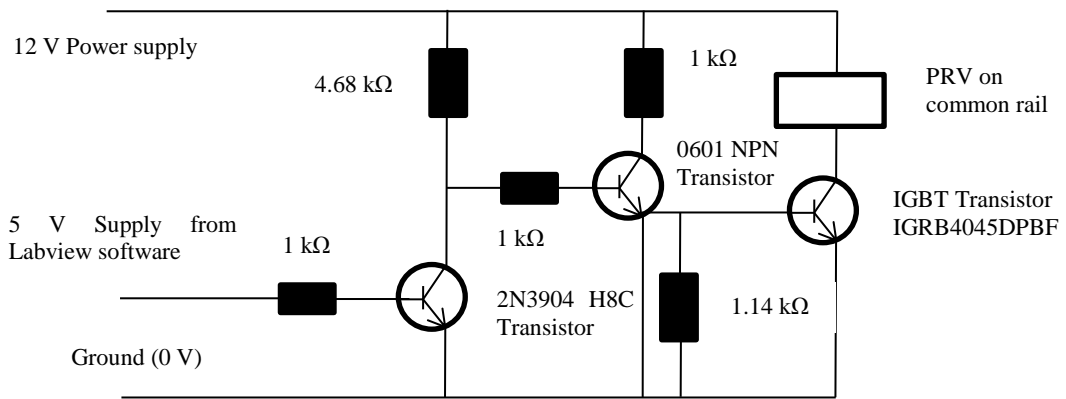 12 V Power supply
4.68 kΩ
1 kΩ
PRV on
common rail
0601 NPN
Transistor
IGBT Transistor
IGRB4045DPBF
5 V Supply from
Labview software
1 kΩ
1 kΩ
2N3904 H8C
Transistor
1.14 kΩ
Ground (0 V)